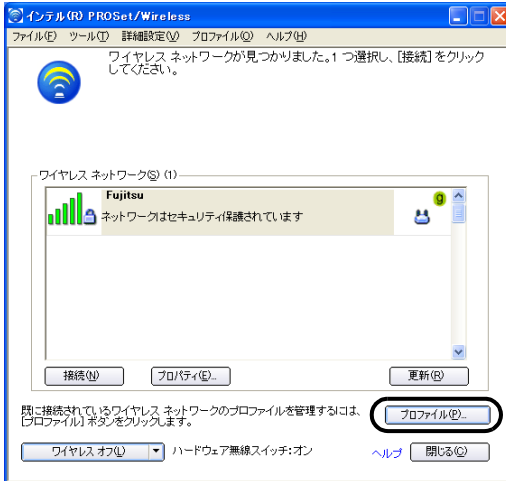 インテル(R) PROSet/Wireless
ファイル(F) ツール(T) 詳細設定(V) プロファイル(O) ヘルプ(H)
ワイヤレス ネットワークが見つかりました。1 つ選択し、[接続] をクリック
してください。
ワイヤレス ネットワーク(S) (1)
Fujitsu
g
ネットワークはセキュリティ保護されています
接続(N) プロパティ(E)... 更新(R)
既に接続されているワイヤレス ネットワークのプロファイルを管理するには、
[プロファイル] ボタンをクリックします。
プロファイル(P)...
ワイヤレス オフ(L) ハードウェア無線スイッチ:オン ヘルプ 閉じる(C)